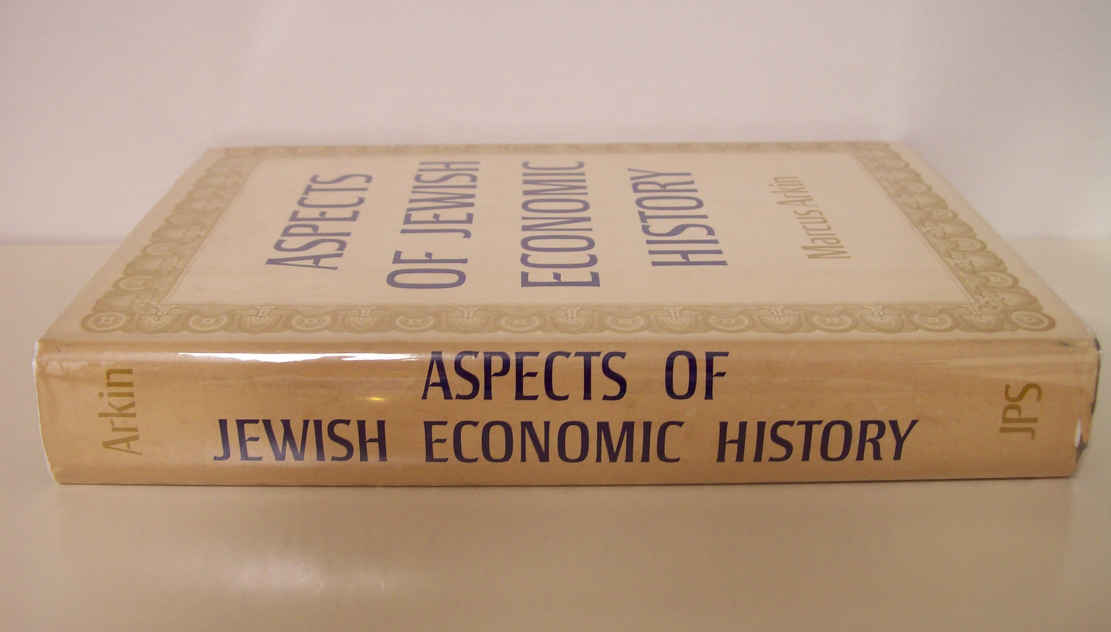 ASPECTS
OF JEWISH
ECONOMIC
HISTORY
Marcus Arkin
Arkin
ASPECTS OF
JEWISH ECONOMIC HISTORY
JPS